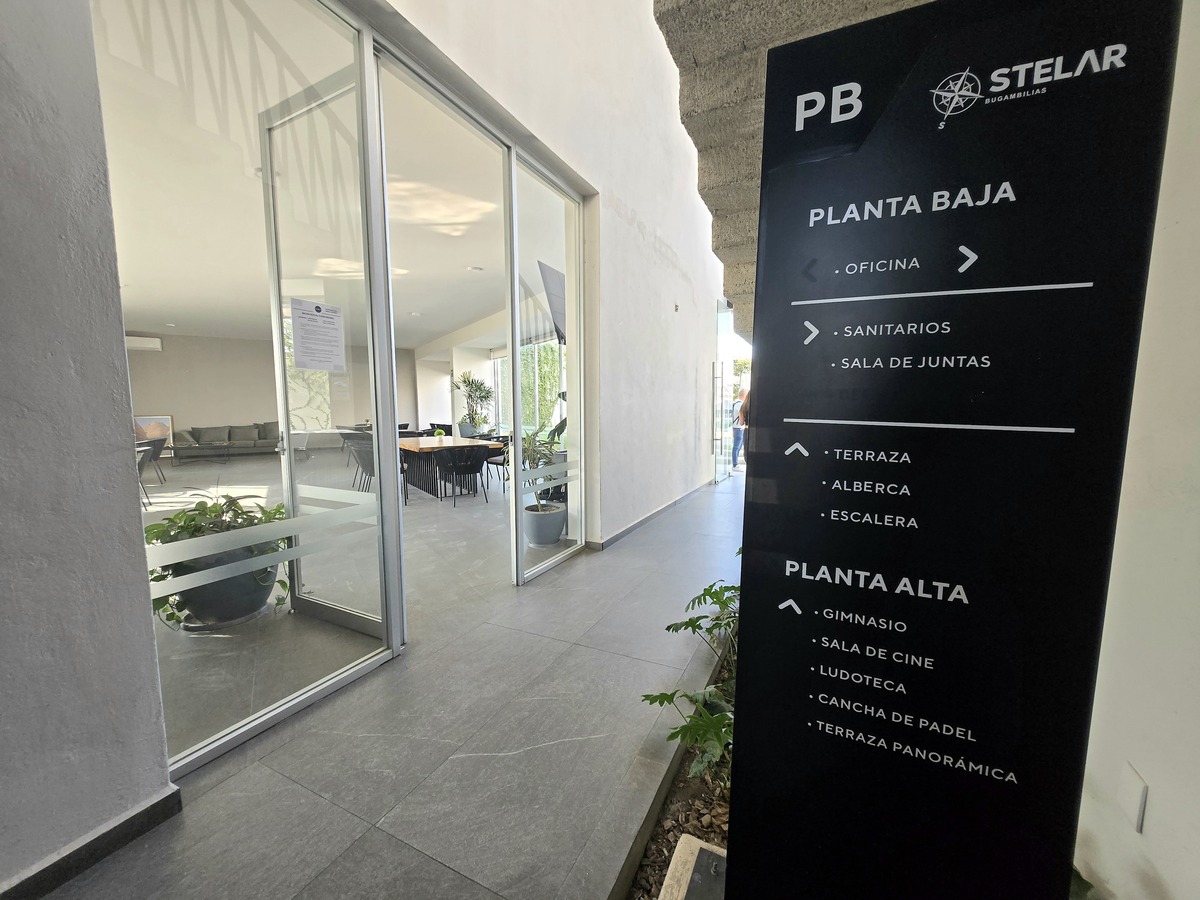 PB
STELAR
BUGAMBILIAS
S
PLANTA BAJA
• OFICINA
• SANITARIOS
• SALA DE JUNTAS
• TERRAZA
• ALBERCA
• ESCALERA
PLANTA ALTA
• GIMNASIO
• SALA DE CINE
• LUDOTECA
• CANCHA DE PADEL
• TERRAZA PANORÁMICA